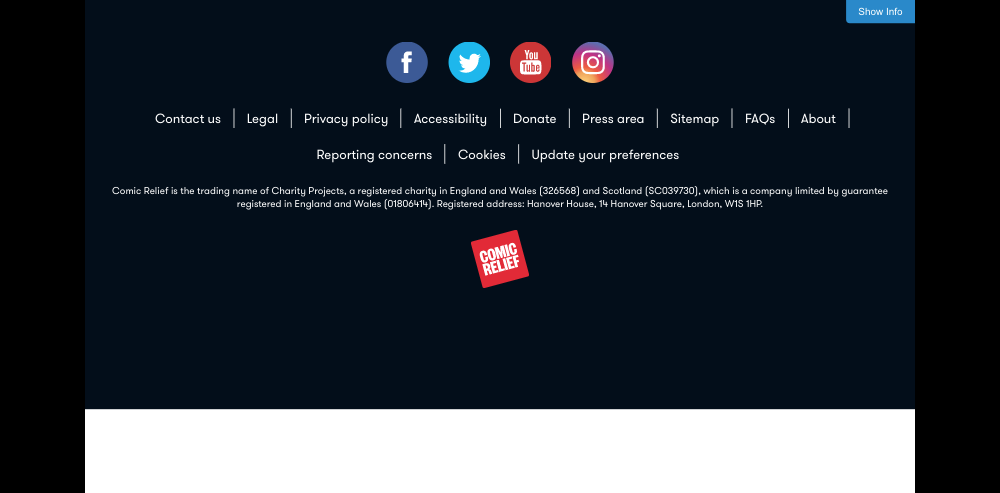 Show Info
f
You
Tube
Contact us
Legal
Privacy policy
Accessibility
Donate
Press area
Sitemap
FAQs
About
Reporting concerns
Cookies
Update your preferences
Comic Relief is the trading name of Charity Projects, a registered charity in England and Wales (326568) and Scotland (SC039730), which is a company limited by guarantee
registered in England and Wales (01806414). Registered address: Hanover House, 14 Hanover Square, London, W1S 1HP.
COMIC
RELIEF